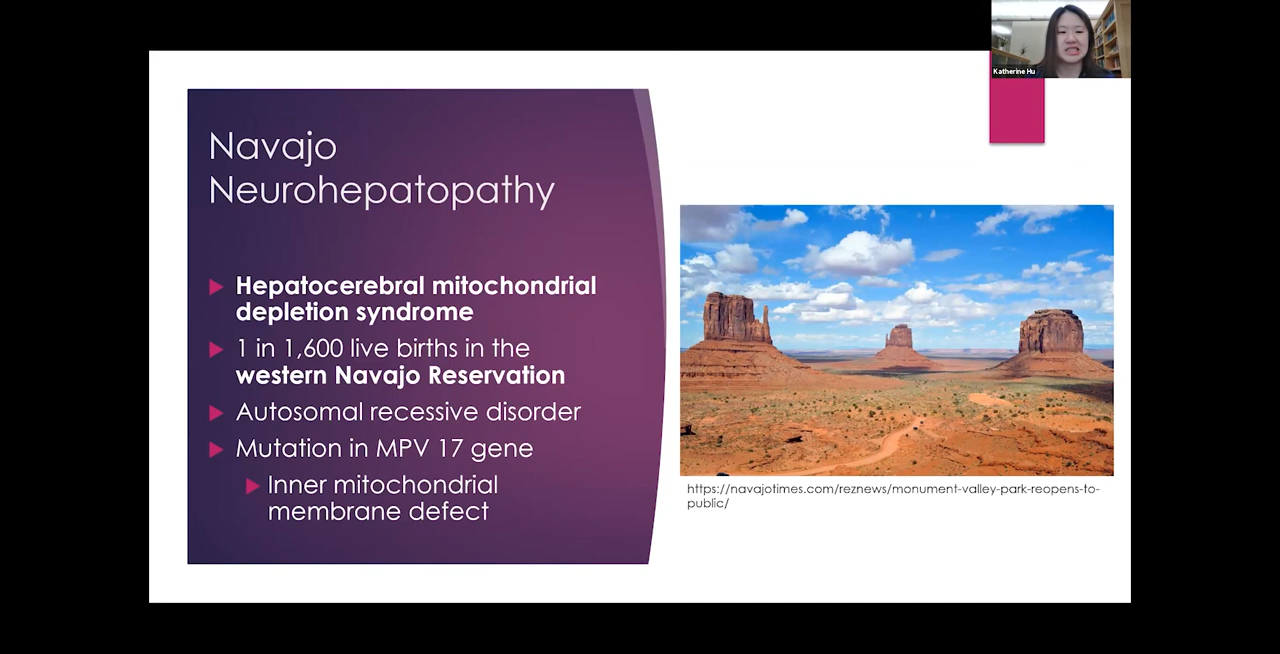 Katherine Hu
Navajo
Neurohepatopathy
Hepatocerebral mitochondrial
depletion syndrome
1 in 1,600 live births in the
western Navajo Reservation
Autosomal recessive disorder
Mutation in MPV 17 gene
Inner mitochondrial
membrane defect
https://navajotimes.com/reznews/monument-valley-park-reopens-to-
public/